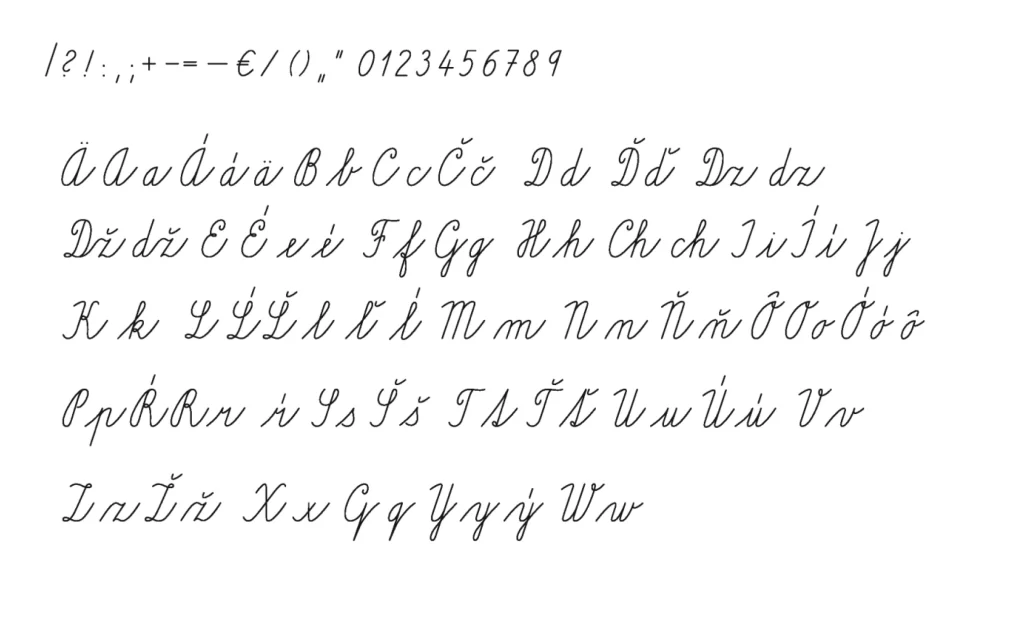 |?!:,;+-=—€/()„" 0123456789
Ä A a Á á ä B b C c Č č D d Ď ď Dz dz
Dž dž E É e é F f G g H h Ch ch I i Í í J j
K k L Ĺ Ľ l ľ ĺ M m N n Ň ň Ô O o Ó ó ô
P p Ŕ R r ŕ S s Š š T t Ť ť U u Ú ú V v
Z z Ž ž X x Q q Y y ý W w